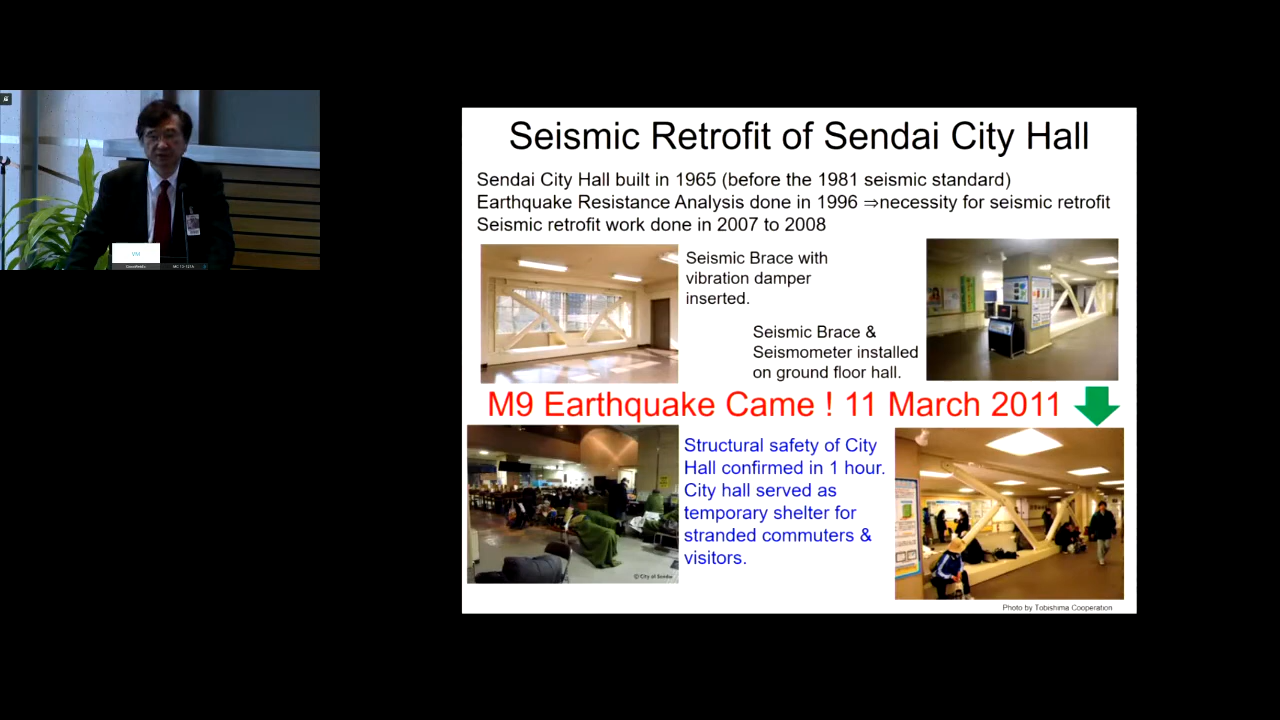 Seismic Retrofit of Sendai City Hall
Sendai City Hall built in 1965 (before the 1981 seismic standard)
Earthquake Resistance Analysis done in 1996 ⇒necessity for seismic retrofit
Seismic retrofit work done in 2007 to 2008
Seismic Brace with
vibration damper
inserted.
Seismic Brace &
Seismometer installed
on ground floor hall.
M9 Earthquake Came ! 11 March 2011
Structural safety of City
Hall confirmed in 1 hour.
City hall served as
temporary shelter for
stranded commuters &
visitors.
© City of Sendai
Photo by Tobishima Cooperation
VM